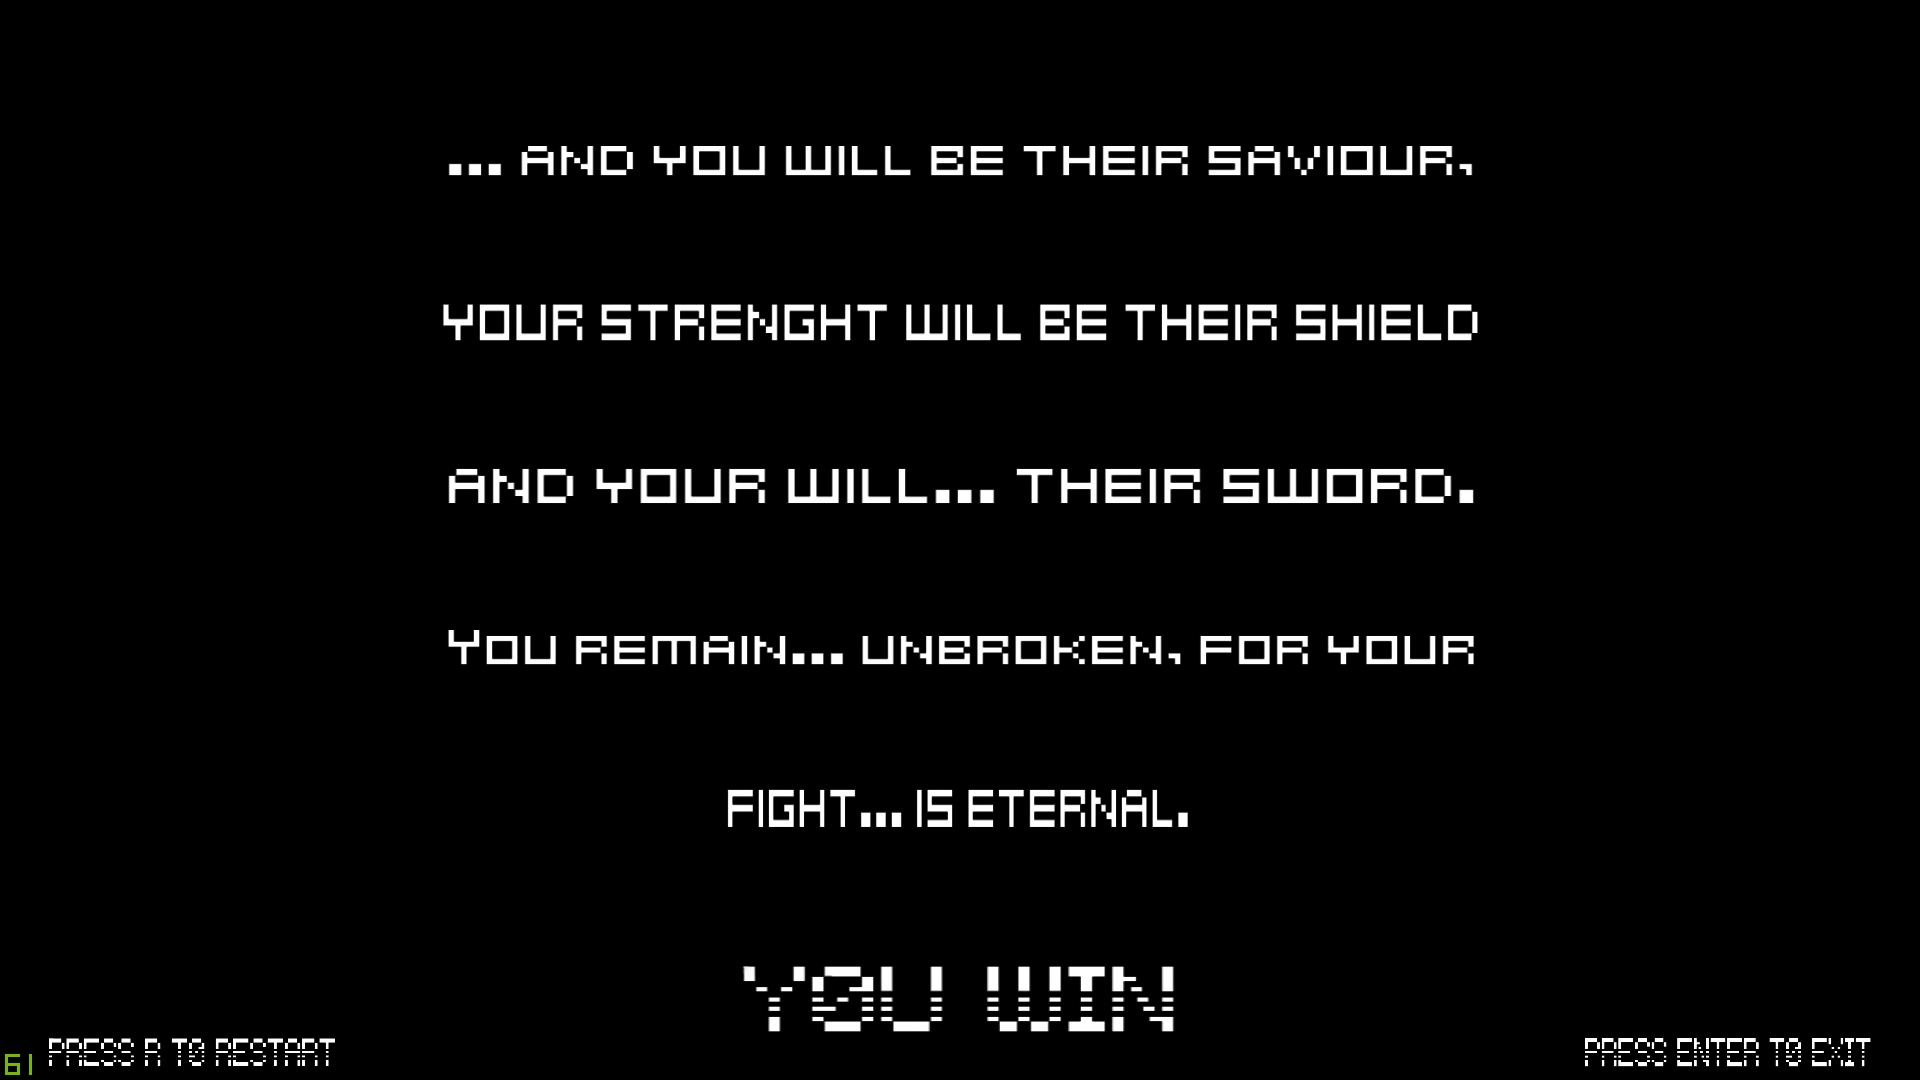 ... AND YOU WILL BE THEIR SAVIOUR,
YOUR STRENGHT WILL BE THEIR SHIELD
AND YOUR WILL... THEIR SWORD.
YOU REMAIN... UNBROKEN, FOR YOUR
FIGHT... IS ETERNAL.
YOU WIN
PRESS R TO RESTART
PRESS ENTER TO EXIT
61